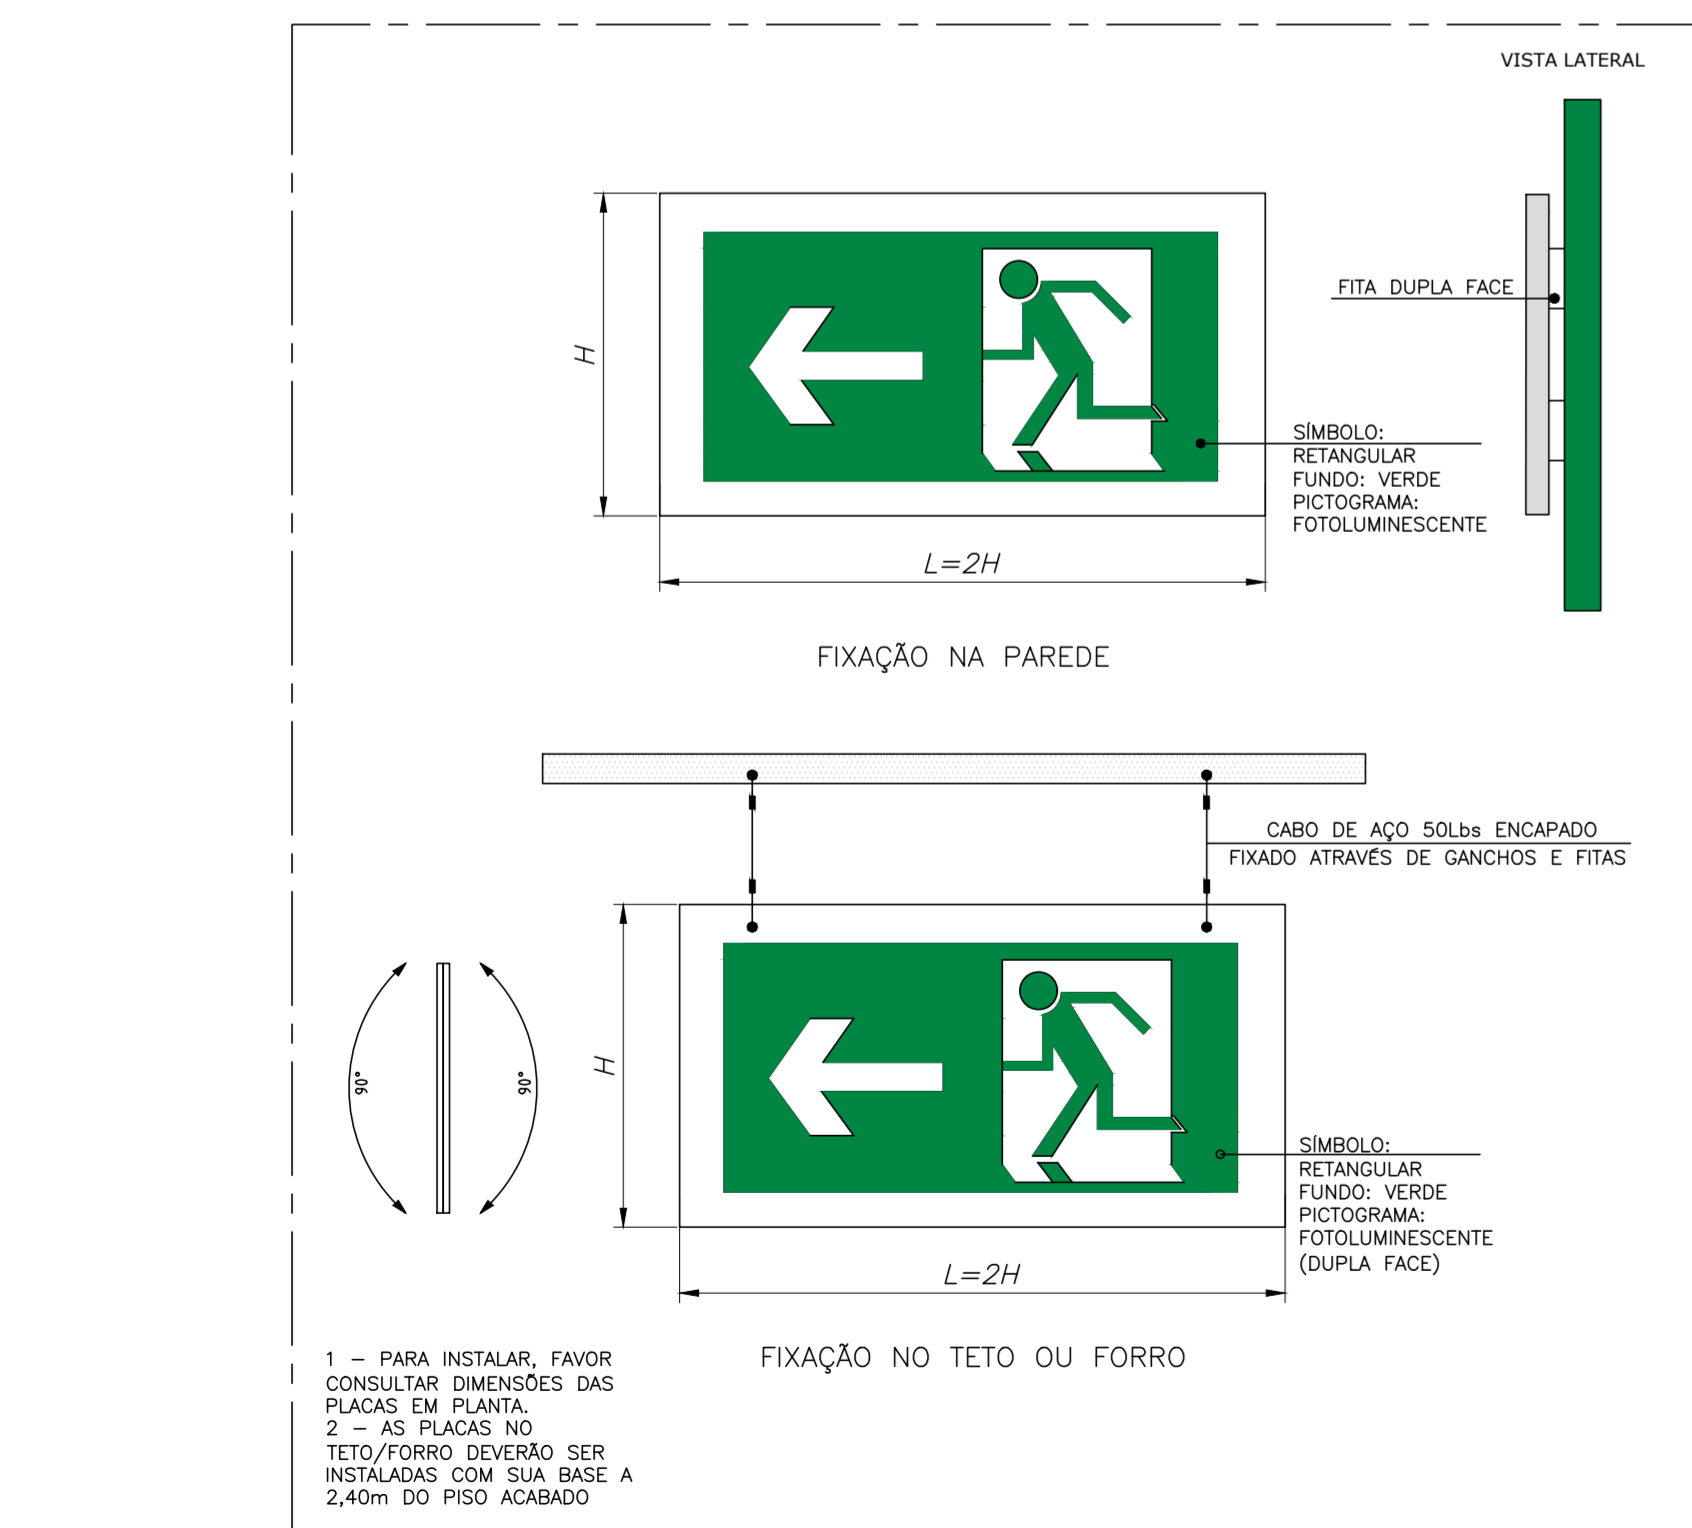 VISTA LATERAL
H
FITA DUPLA FACE
SÍMBOLO:
RETANGULAR
FUNDO: VERDE
PICTOGRAMA:
FOTOLUMINESCENTE
L=2H
FIXAÇÃO NA PAREDE
CABO DE AÇO 50Lbs ENCAPADO
FIXADO ATRAVÉS DE GANCHOS E FITAS
90°
90°
H
SÍMBOLO:
RETANGULAR
FUNDO: VERDE
PICTOGRAMA:
FOTOLUMINESCENTE
(DUPLA FACE)
L=2H
FIXAÇÃO NO TETO OU FORRO
1 – PARA INSTALAR, FAVOR
CONSULTAR DIMENSÕES DAS
PLACAS EM PLANTA.
2 – AS PLACAS NO
TETO/FORRO DEVERÃO SER
INSTALADAS COM SUA BASE A
2,40m DO PISO ACABADO